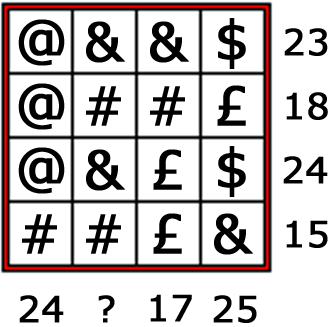 @ & & $ 23
@ # # £ 18
@ & £ $ 24
# # £ & 15
24 ? 17 25